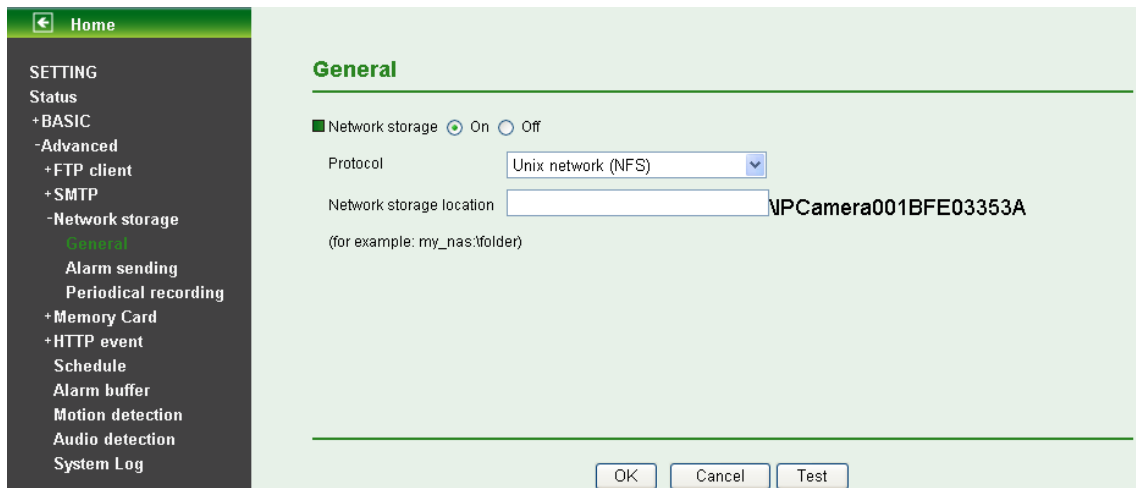 Home
SETTING
Status
+BASIC
-Advanced
+FTP client
+SMTP
-Network storage
General
Alarm sending
Periodical recording
+Memory Card
+HTTP event
Schedule
Alarm buffer
Motion detection
Audio detection
System Log
General
Network storage On Off
Protocol Unix network (NFS)
Network storage location \IPCamera001BFE03353A
(for example: my_nas:\folder)
OK Cancel Test